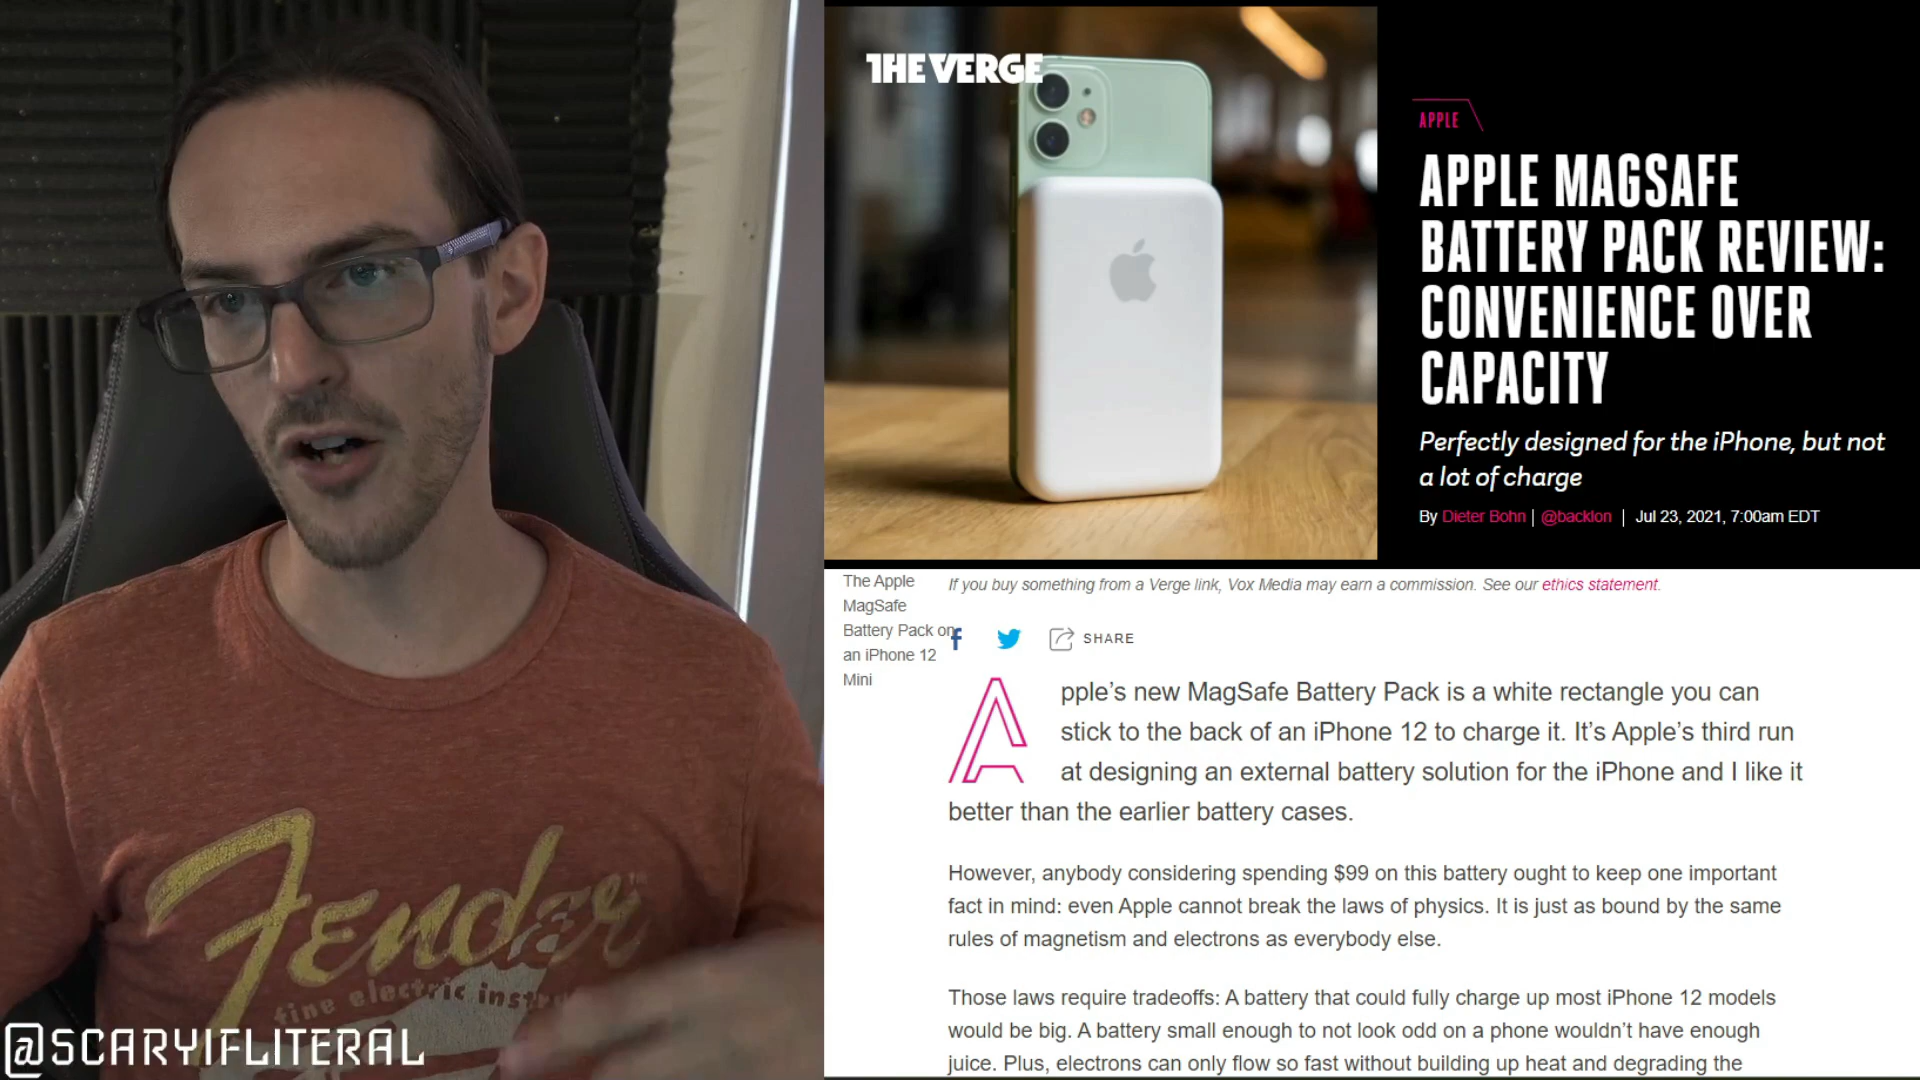 THE VERGE
APPLE
APPLE MAGSAFE
BATTERY PACK REVIEW:
CONVENIENCE OVER
CAPACITY
Perfectly designed for the iPhone, but not
a lot of charge
By Dieter Bohn | @backlon | Jul 23, 2021, 7:00am EDT
The Apple
MagSafe
Battery Pack on
an iPhone 12
Mini
If you buy something from a Verge link, Vox Media may earn a commission. See our ethics statement.
SHARE
Apple’s new MagSafe Battery Pack is a white rectangle you can
stick to the back of an iPhone 12 to charge it. It’s Apple’s third run
at designing an external battery solution for the iPhone and I like it
better than the earlier battery cases.
However, anybody considering spending $99 on this battery ought to keep one important
fact in mind: even Apple cannot break the laws of physics. It is just as bound by the same
rules of magnetism and electrons as everybody else.
Those laws require tradeoffs: A battery that could fully charge up most iPhone 12 models
would be big. A battery small enough to not look odd on a phone wouldn’t have enough
juice. Plus, electrons can only flow so fast without building up heat and degrading the
Fender
fine electric
@SCARYIFLITERAL